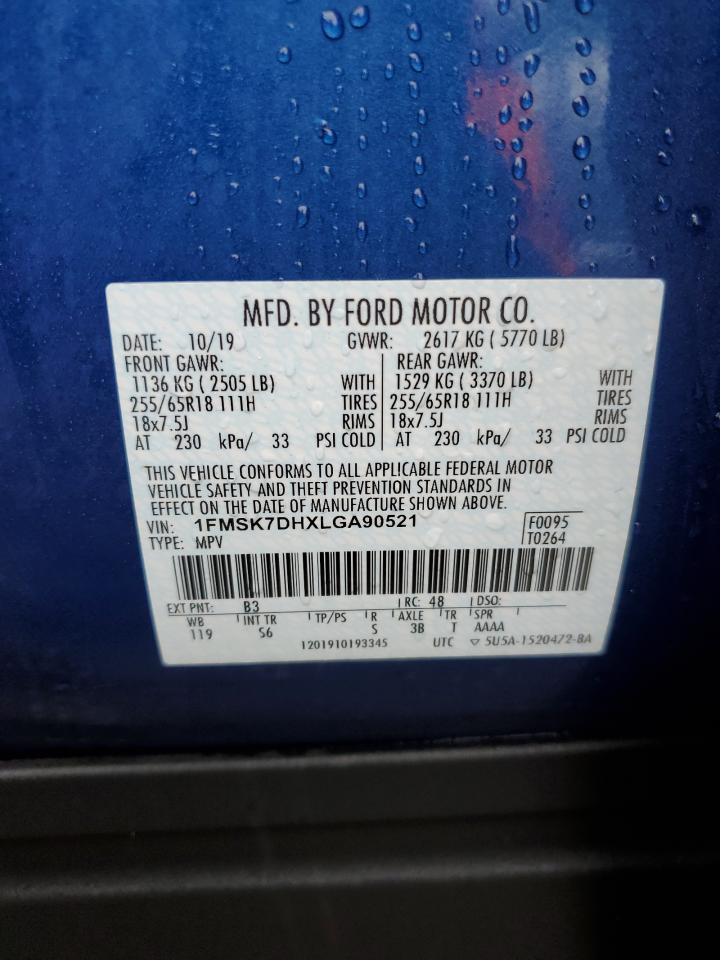 MFD. BY FORD MOTOR CO.
DATE: 10/19 GVWR: 2617 KG ( 5770 LB)
FRONT GAWR: REAR GAWR:
1136 KG ( 2505 LB) WITH 1529 KG ( 3370 LB) WITH
255/65R18 111H TIRES 255/65R18 111H TIRES
18x7.5J RIMS 18x7.5J RIMS
AT 230 kPa/ 33 PSI COLD AT 230 kPa/ 33 PSI COLD
THIS VEHICLE CONFORMS TO ALL APPLICABLE FEDERAL MOTOR
VEHICLE SAFETY AND THEFT PREVENTION STANDARDS IN
EFFECT ON THE DATE OF MANUFACTURE SHOWN ABOVE.
VIN: 1FMSK7DHXLGA90521 F0095
TYPE: MPV T0264
EXT PNT: B3 RC: 48 DSO:
WB INT TR TP/PS R AXLE TR SPR
119 S6 S 3B T AAAA
1201910193345 UTC ▽ 5U5A-1520472-BA